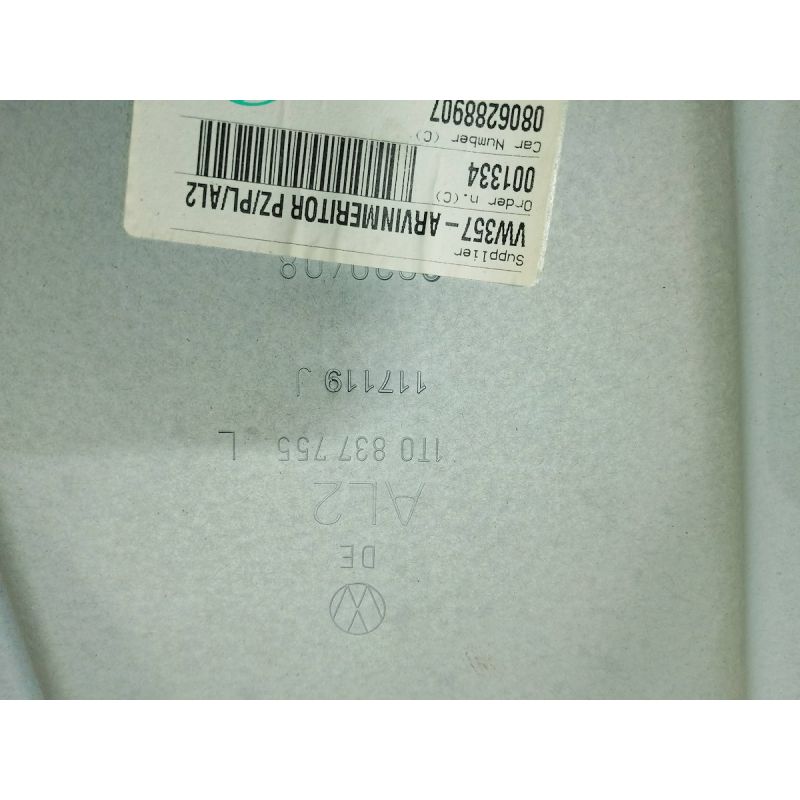 Supplier
VW357-ARVINMERITOR PZ/PL/AL2
Order n.(C)
001334
Car Number (C)
0806288907
DE
AL2
1T0 837 755 L
117119 J